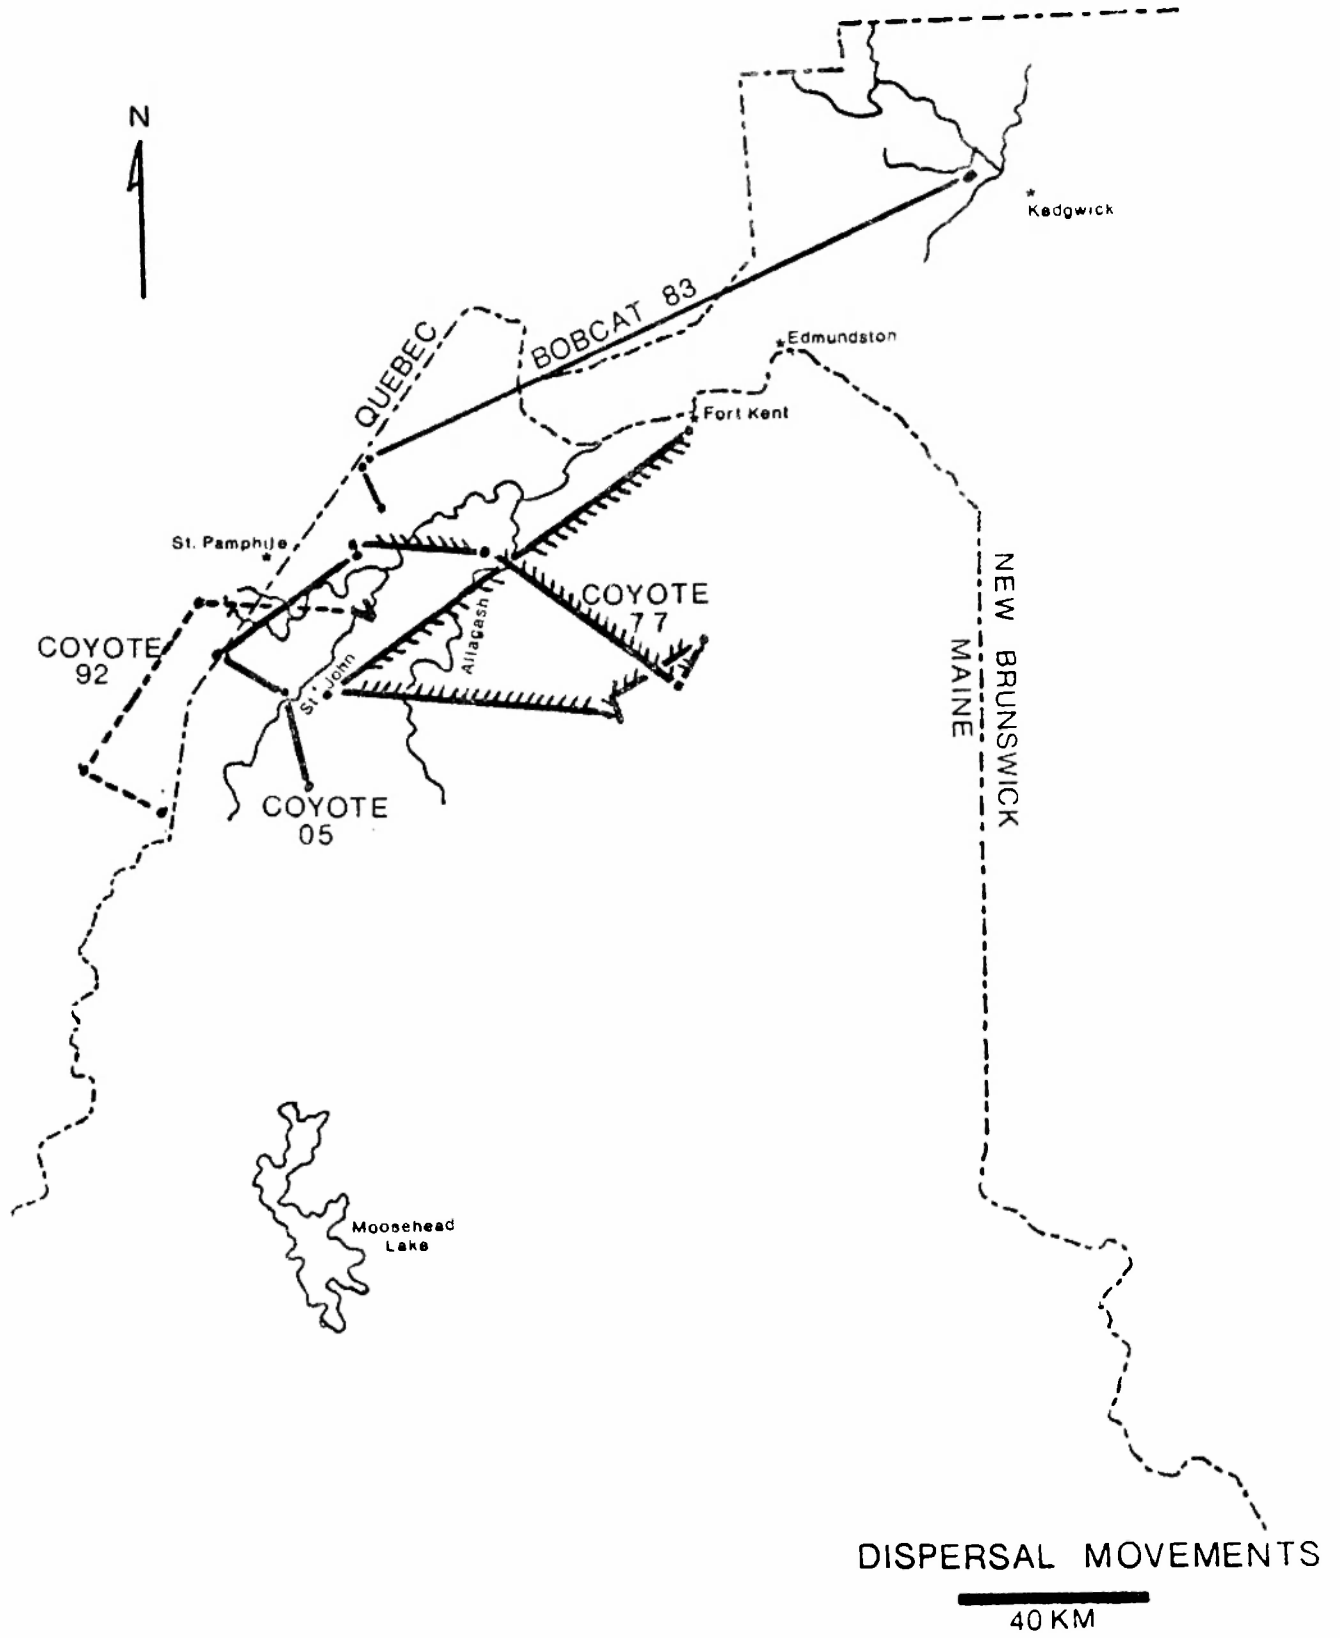 N
Kedgwick
BOBCAT 83
QUEBEC
Edmundston
Fort Kent
St. Pamphile
COYOTE
77
COYOTE
92
Allagash
St. John
NEW BRUNSWICK
MAINE
COYOTE
05
Moosehead
Lake
DISPERSAL MOVEMENTS
40 KM